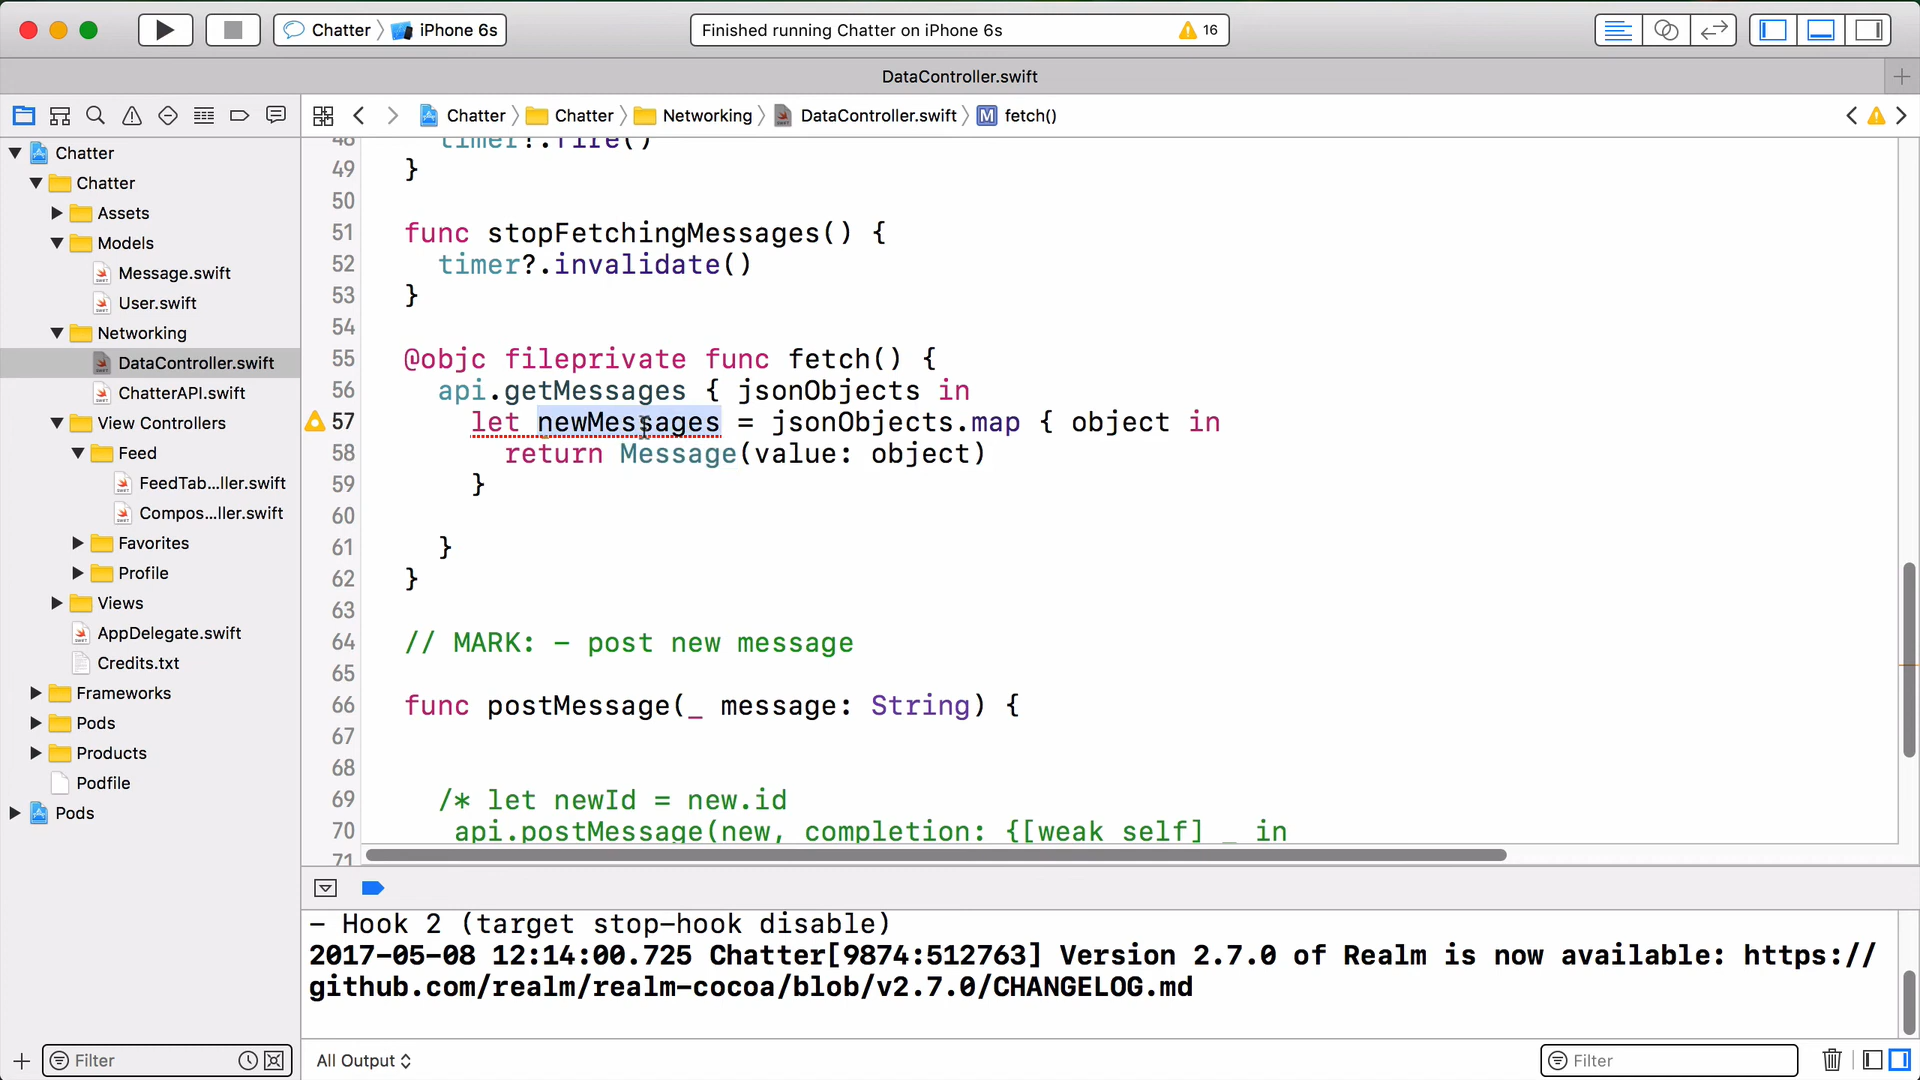 Chatter
iPhone 6s
Finished running Chatter on iPhone 6s
16
DataController.swift
Chatter
Chatter
Networking
DataController.swift
M fetch()
Chatter
Chatter
Assets
Models
Message.swift
User.swift
Networking
DataController.swift
ChatterAPI.swift
View Controllers
Feed
FeedTab...ller.swift
Compos...ller.swift
Favorites
Profile
Views
AppDelegate.swift
Credits.txt
Frameworks
Pods
Products
Podfile
Pods
Filter
48 timer?.fire()
49 }
50
51 func stopFetchingMessages() {
52 timer?.invalidate()
53 }
54
55 @objc fileprivate func fetch() {
56 api.getMessages { jsonObjects in
57 let newMessages = jsonObjects.map { object in
58 return Message(value: object)
59 }
60
61 }
62 }
63
64 // MARK: - post new message
65
66 func postMessage(_ message: String) {
67
68
69 /* let newId = new.id
70 api.postMessage(new, completion: {[weak self] _ in
71
- Hook 2 (target stop-hook disable)
2017-05-08 12:14:00.725 Chatter[9874:512763] Version 2.7.0 of Realm is now available: https://
github.com/realm/realm-cocoa/blob/v2.7.0/CHANGELOG.md
All Output
Filter